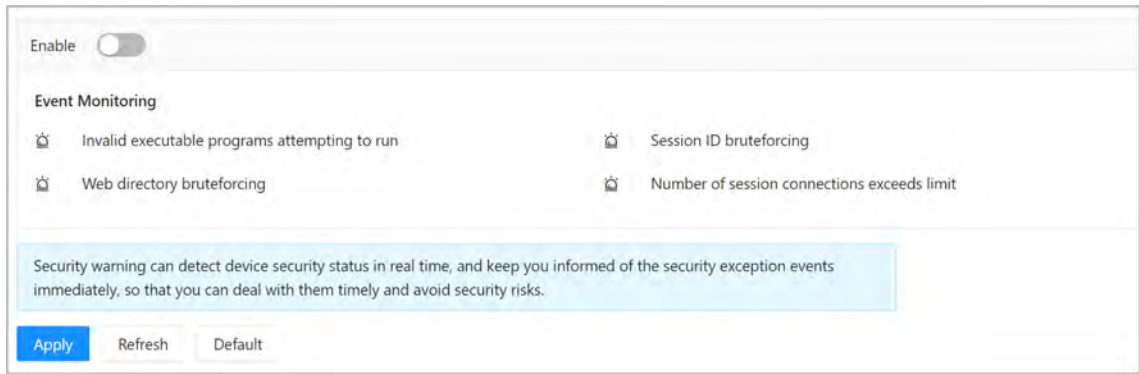 Enable
Event Monitoring
Invalid executable programs attempting to run
Session ID bruteforcing
Web directory bruteforcing
Number of session connections exceeds limit
Security warning can detect device security status in real time, and keep you informed of the security exception events
immediately, so that you can deal with them timely and avoid security risks.
Apply
Refresh
Default